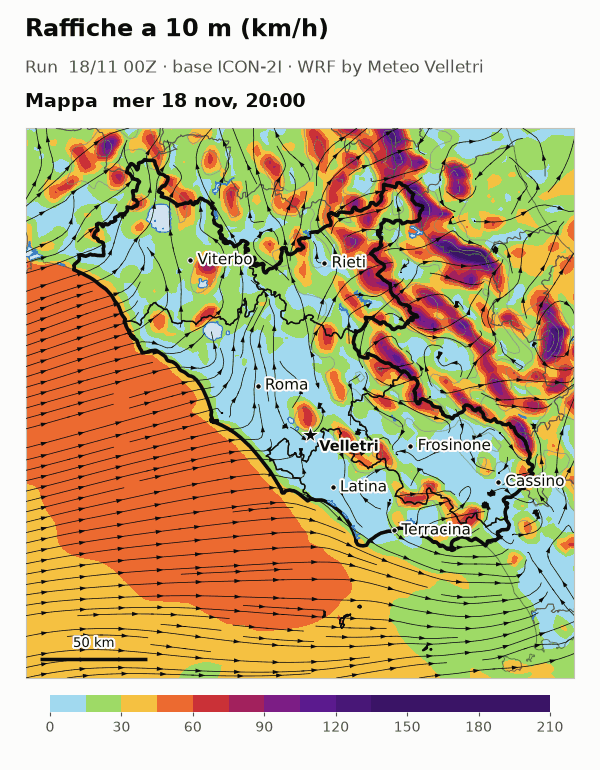 Raffiche a 10 m (km/h)
Run 18/11 00Z · base ICON-2I · WRF by Meteo Velletri
Mappa mer 18 nov, 20:00
Viterbo
Rieti
Roma
Velletri
Frosinone
Cassino
Latina
Terracina
50 km
0 30 60 90 120 150 180 210